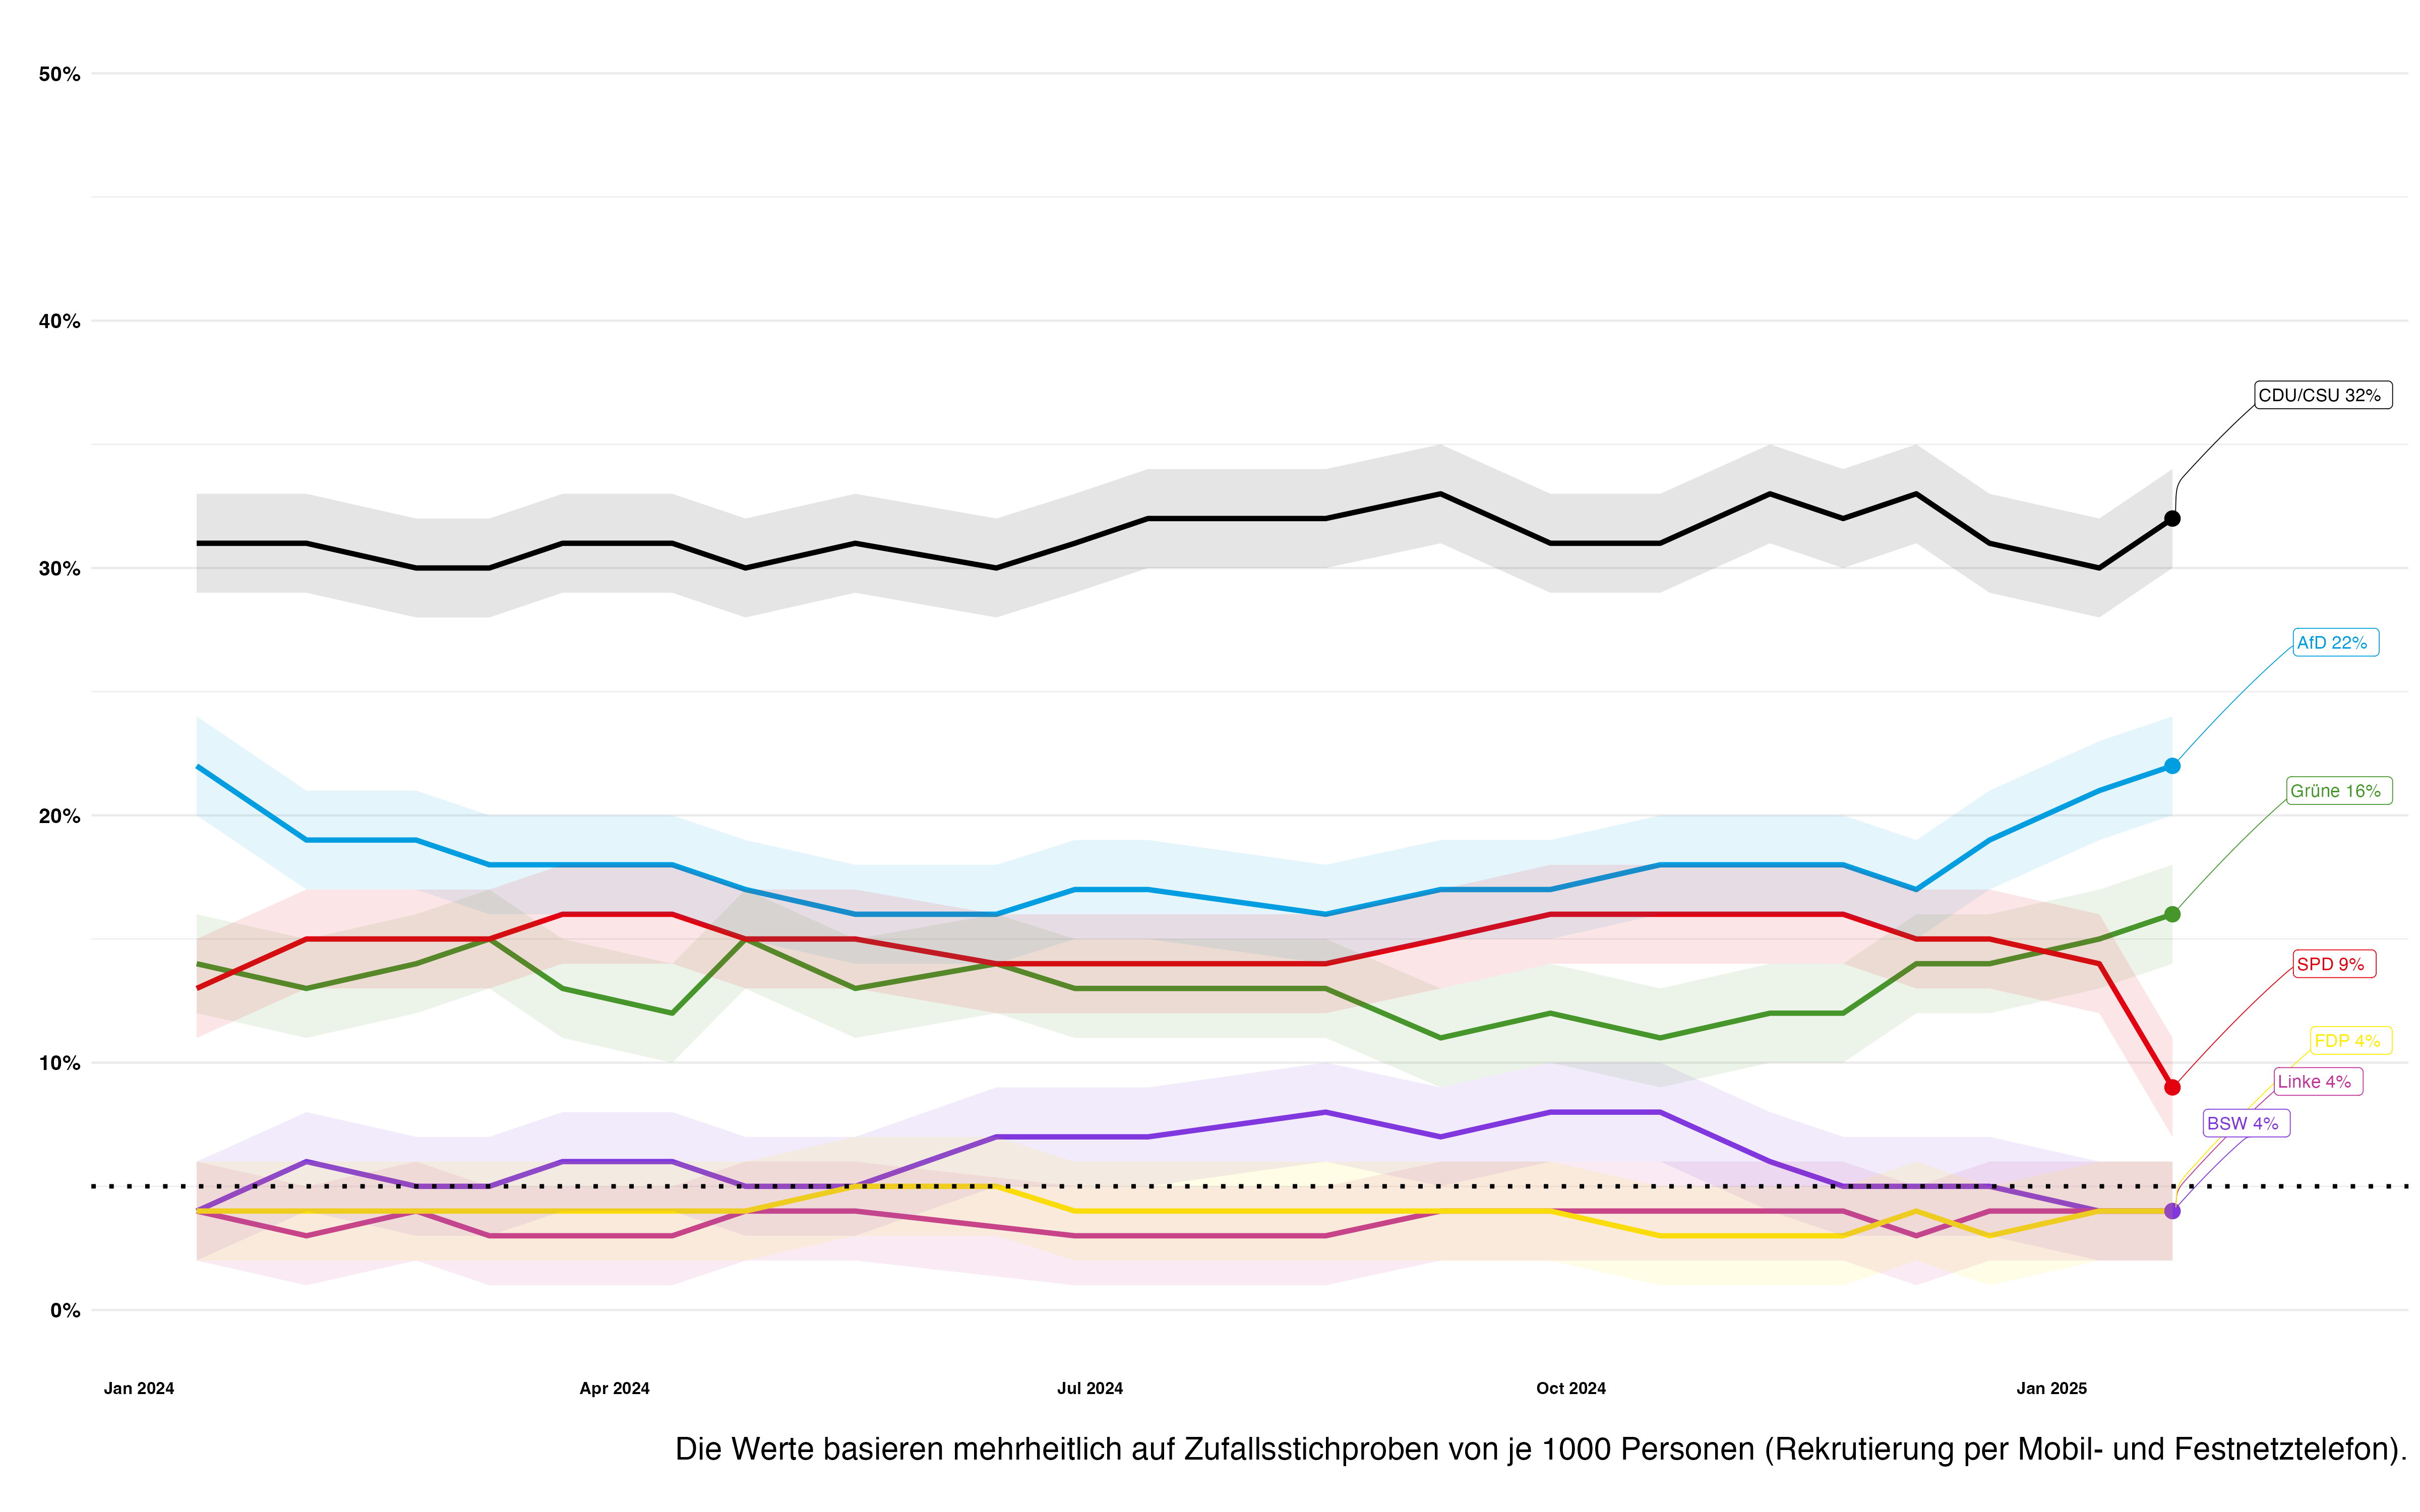 50%
40%
CDU/CSU 32%
30%
AfD 22%
Grüne 16%
20%
SPD 9%
FDP 4%
10%
Linke 4%
BSW 4%
0%
Jan 2024 Apr 2024 Jul 2024 Oct 2024 Jan 2025
Die Werte basieren mehrheitlich auf Zufallsstichproben von je 1000 Personen (Rekrutierung per Mobil- und Festnetztelefon).